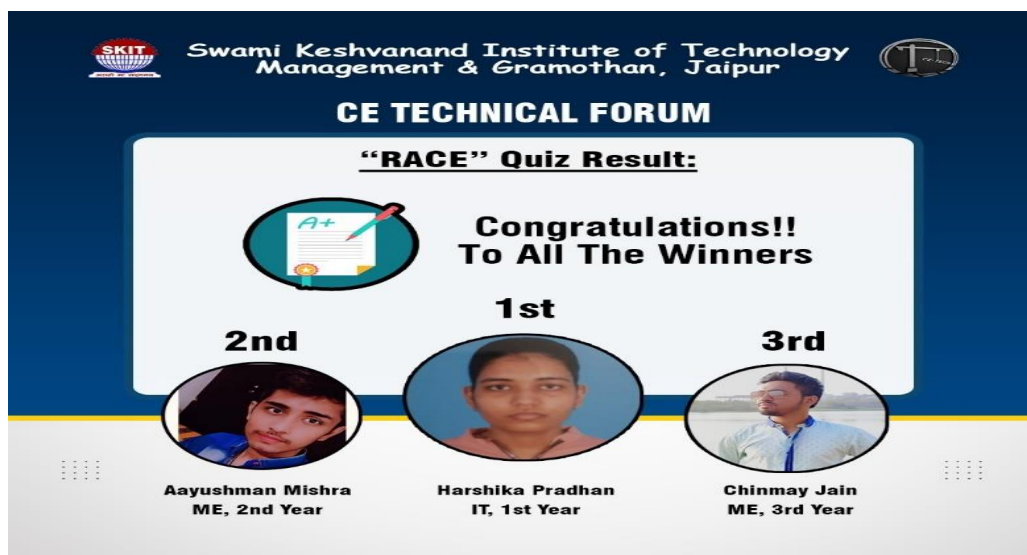 SKIT
Swami Keshvanand Institute of Technology
Management & Gramothan, Jaipur
CE TECHNICAL FORUM
“RACE” Quiz Result:
A+
Congratulations!!
To All The Winners
1st
2nd
3rd
Aayushman Mishra
ME, 2nd Year
Harshika Pradhan
IT, 1st Year
Chinmay Jain
ME, 3rd Year